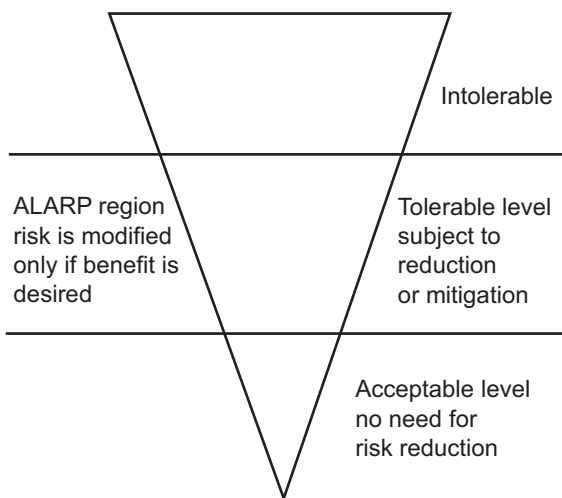 Intolerable
ALARP region
risk is modified
only if benefit is
desired
Tolerable level
subject to
reduction
or mitigation
Acceptable level
no need for
risk reduction